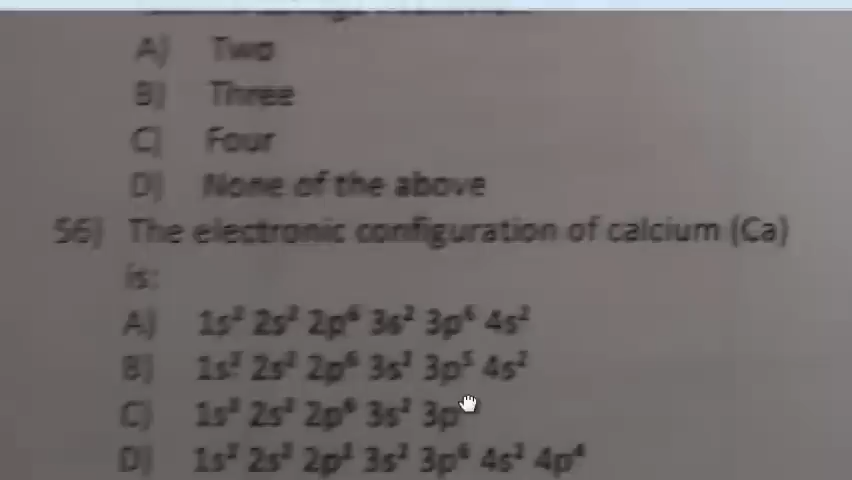 A) Two
B) Three
C) Four
D) None of the above
56) The electronic configuration of calcium (Ca)
is:
A) 1s² 2s² 2p⁶ 3s² 3p⁶ 4s²
B) 1s² 2s² 2p⁶ 3s² 3p⁵ 4s²
C) 1s² 2s² 2p⁶ 3s² 3p
D) 1s² 2s² 2p² 3s² 3p⁶ 4s² 4p⁴